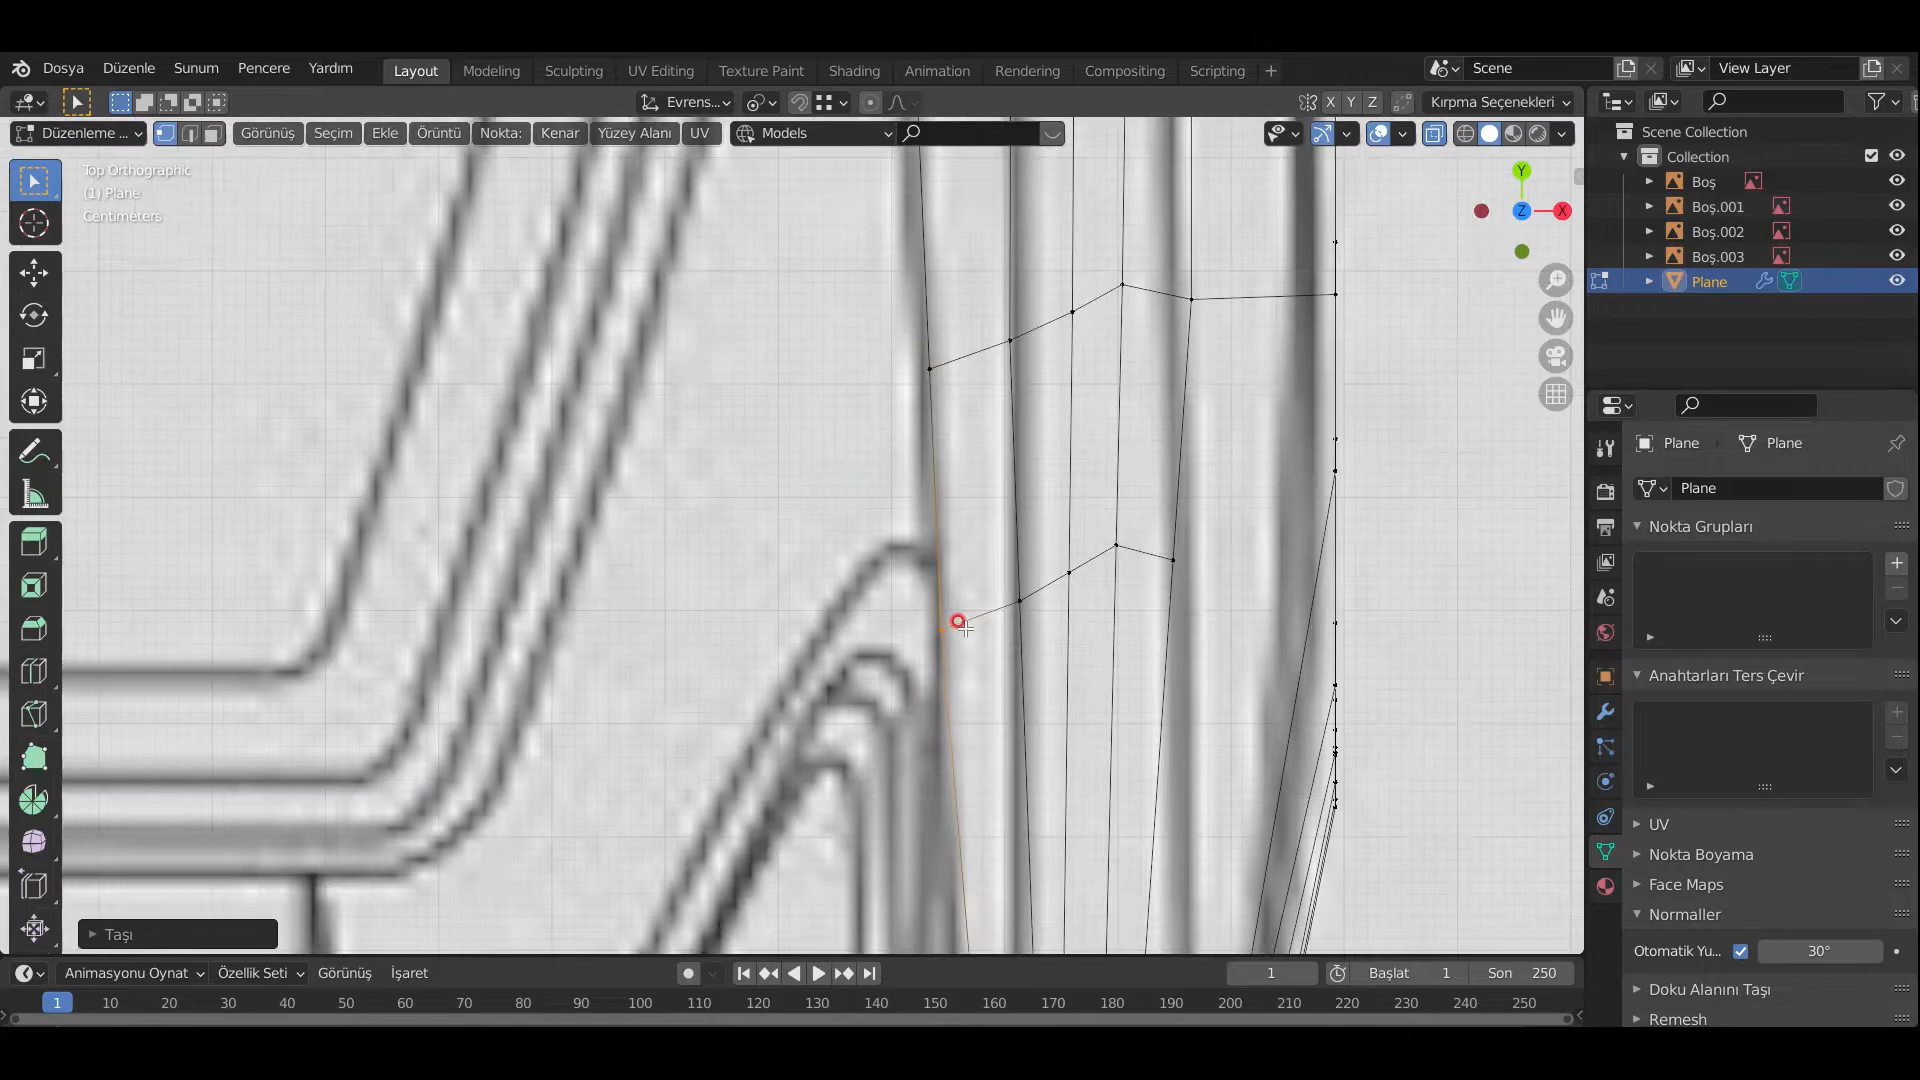 Dosya Düzenle Sunum Pencere Yardım Layout Modeling Sculpting UV Editing Texture Paint Shading Animation Rendering Compositing Scripting + Scene View Layer
Evrens... X Y Z Kırpma Seçenekleri
Düzenleme ... Görünüş Seçim Ekle Örüntü Nokta: Kenar Yüzey Alanı UV Models
Top Orthographic
(1) Plane
Centimeters
Y
Z X
Scene Collection
Collection
Boş
Boş.001
Boş.002
Boş.003
Plane
Plane Plane
Plane
Nokta Grupları
Anahtarları Ters Çevir
UV
Nokta Boyama
Face Maps
Normaller
Otomatik Yu... 30°
Doku Alanını Taşı
Remesh
Taşı
Animasyonu Oynat Özellik Seti Görünüş İşaret 1 Başlat 1 Son 250
1 10 20 30 40 50 60 70 80 90 100 110 120 130 140 150 160 170 180 190 200 210 220 230 240 250